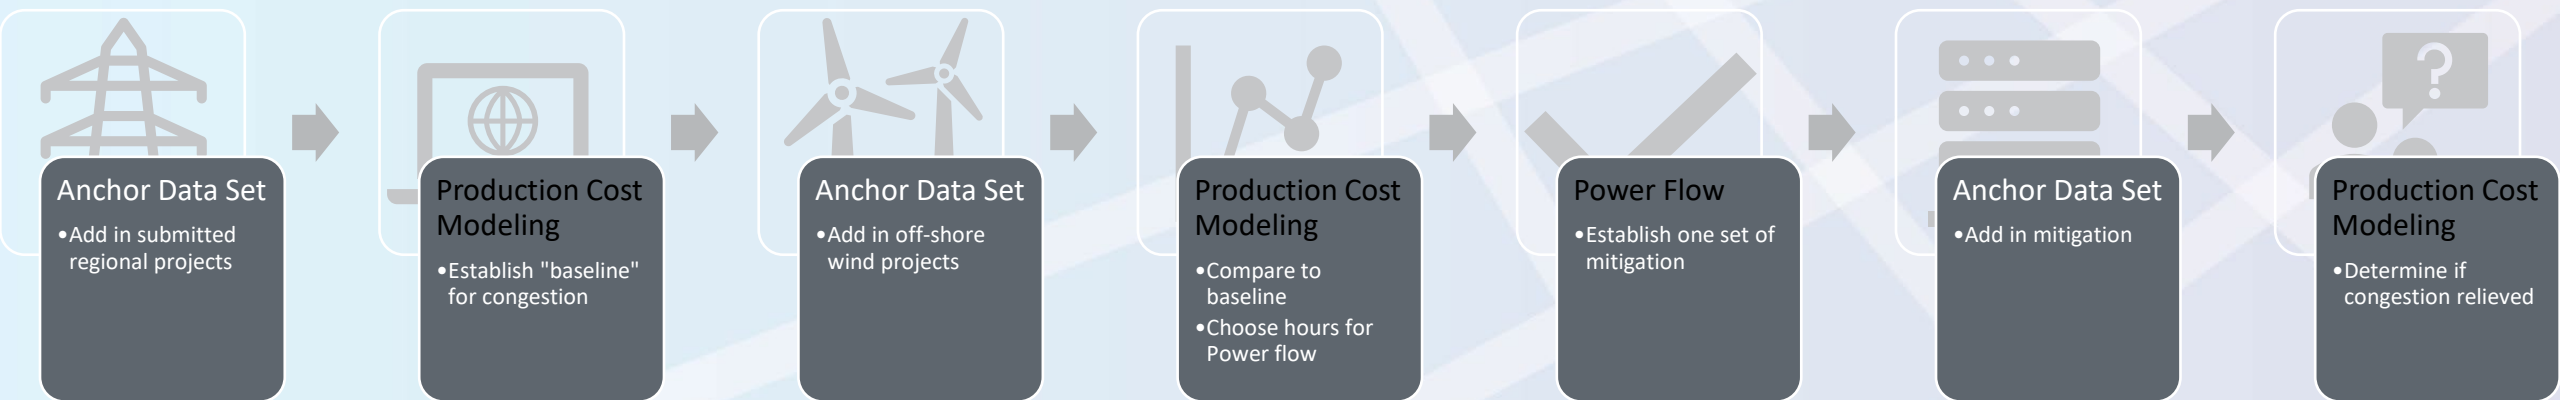 Anchor Data Set
•Add in submitted
regional projects
Production Cost
Modeling
•Establish "baseline"
for congestion
Anchor Data Set
•Add in off-shore
wind projects
Production Cost
Modeling
•Compare to
baseline
•Choose hours for
Power flow
Power Flow
•Establish one set of
mitigation
Anchor Data Set
•Add in mitigation
?
Production Cost
Modeling
•Determine if
congestion relieved